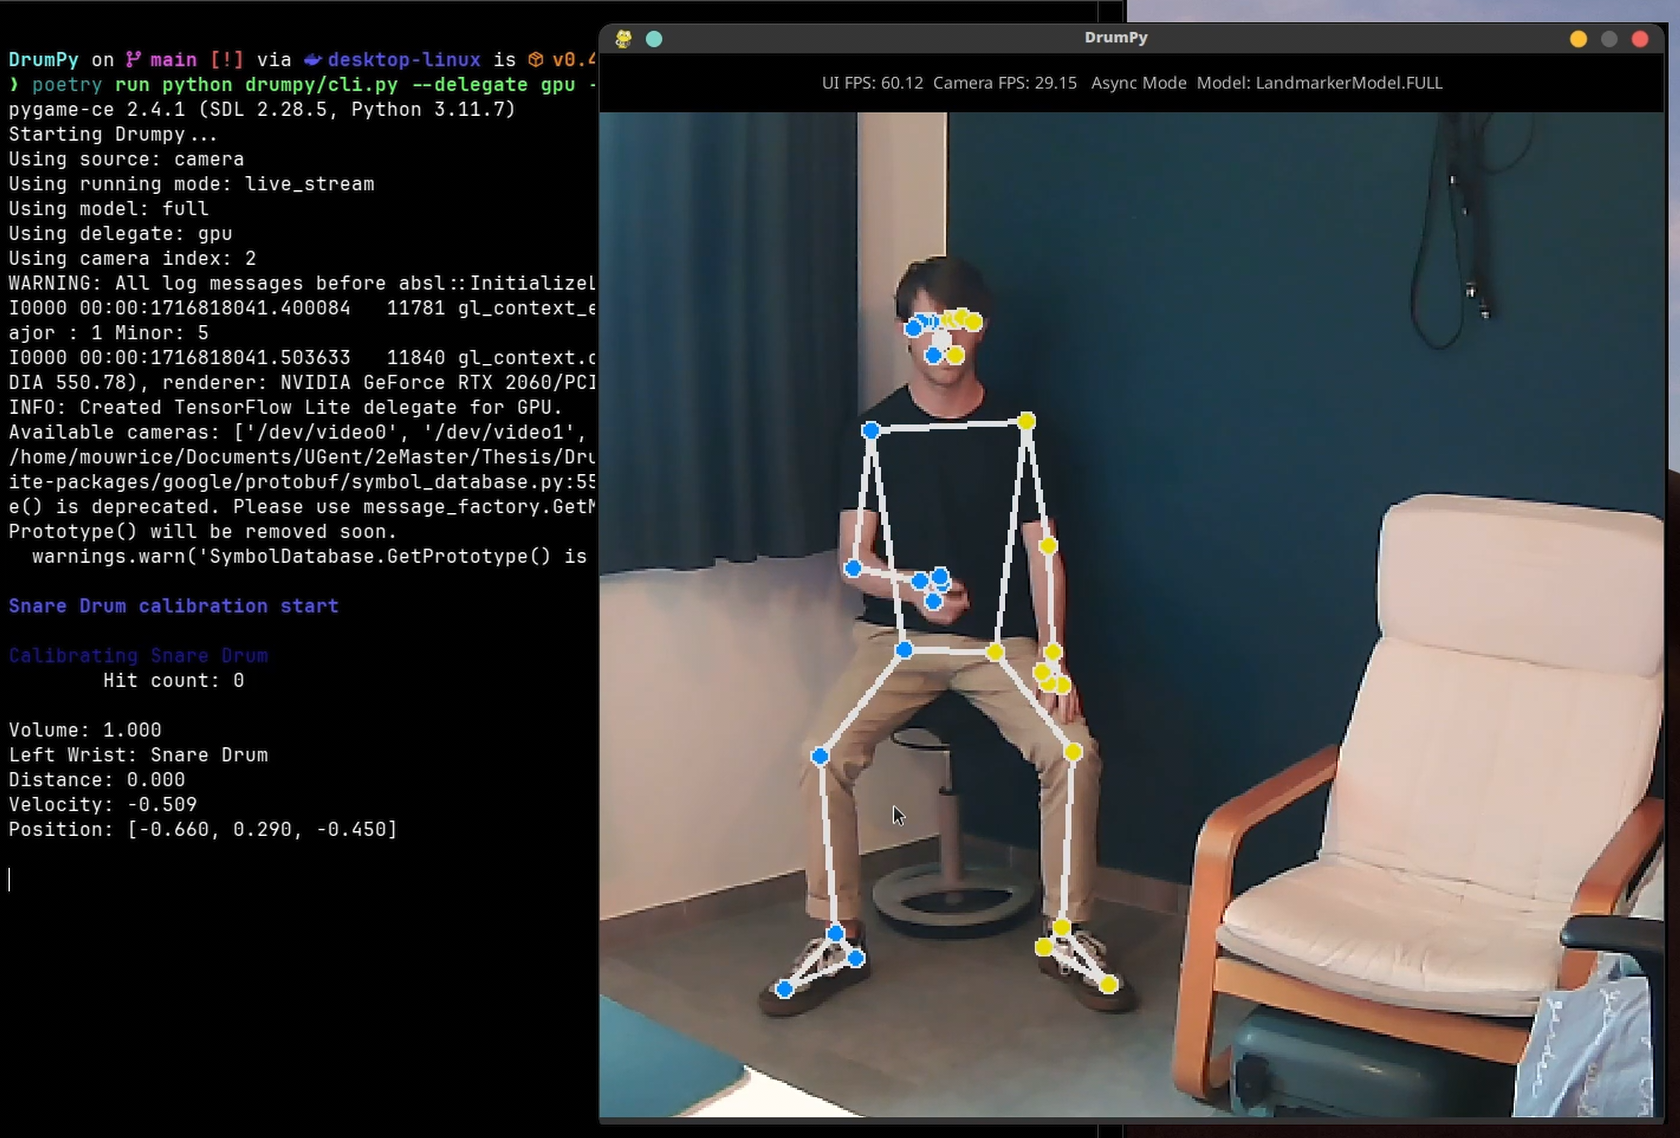 DrumPy on main [!] via desktop-linux is v0.4
❯ poetry run python drumpy/cli.py --delegate gpu -
pygame-ce 2.4.1 (SDL 2.28.5, Python 3.11.7)
Starting Drumpy...
Using source: camera
Using running mode: live_stream
Using model: full
Using delegate: gpu
Using camera index: 2
WARNING: All log messages before absl::InitializeL
I0000 00:00:1716818041.400084   11781 gl_context_e
ajor : 1 Minor: 5
I0000 00:00:1716818041.503633   11840 gl_context.c
DIA 550.78), renderer: NVIDIA GeForce RTX 2060/PCI
INFO: Created TensorFlow Lite delegate for GPU.
Available cameras: ['/dev/video0', '/dev/video1',
/home/mouwrice/Documents/UGent/2eMaster/Thesis/Dru
ite-packages/google/protobuf/symbol_database.py:55
e() is deprecated. Please use message_factory.GetM
Prototype() will be removed soon.
  warnings.warn('SymbolDatabase.GetPrototype() is
Snare Drum calibration start
Calibrating Snare Drum
Hit count: 0
Volume: 1.000
Left Wrist: Snare Drum
Distance: 0.000
Velocity: -0.509
Position: [-0.660, 0.290, -0.450]
DrumPy
UI FPS: 60.12  Camera FPS: 29.15   Async Mode  Model: LandmarkerModel.FULL